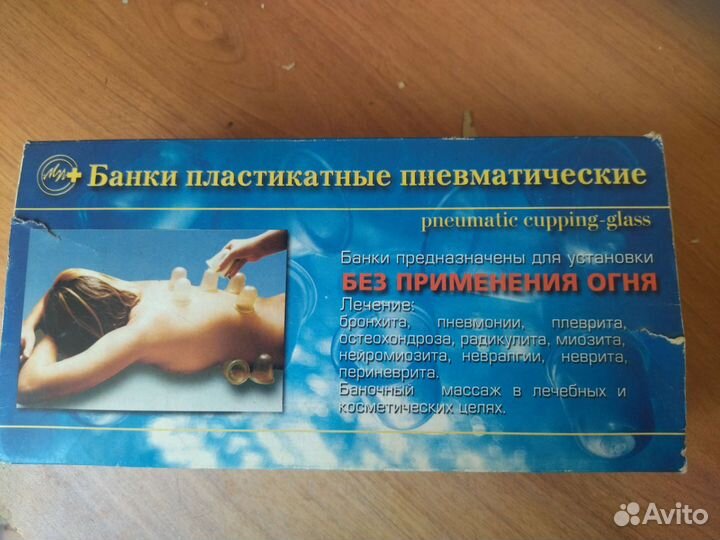 Банки пластикатные пневматические
pneumatic cupping-glass
Банки предназначены для установки
БЕЗ ПРИМЕНЕНИЯ ОГНЯ
Лечение:
бронхита, пневмонии, плеврита,
остеохондроза, радикулита, миозита,
нейромиозита, невралгии, неврита,
периневрита.
Баночный массаж в лечебных и
косметических целях.
Avito